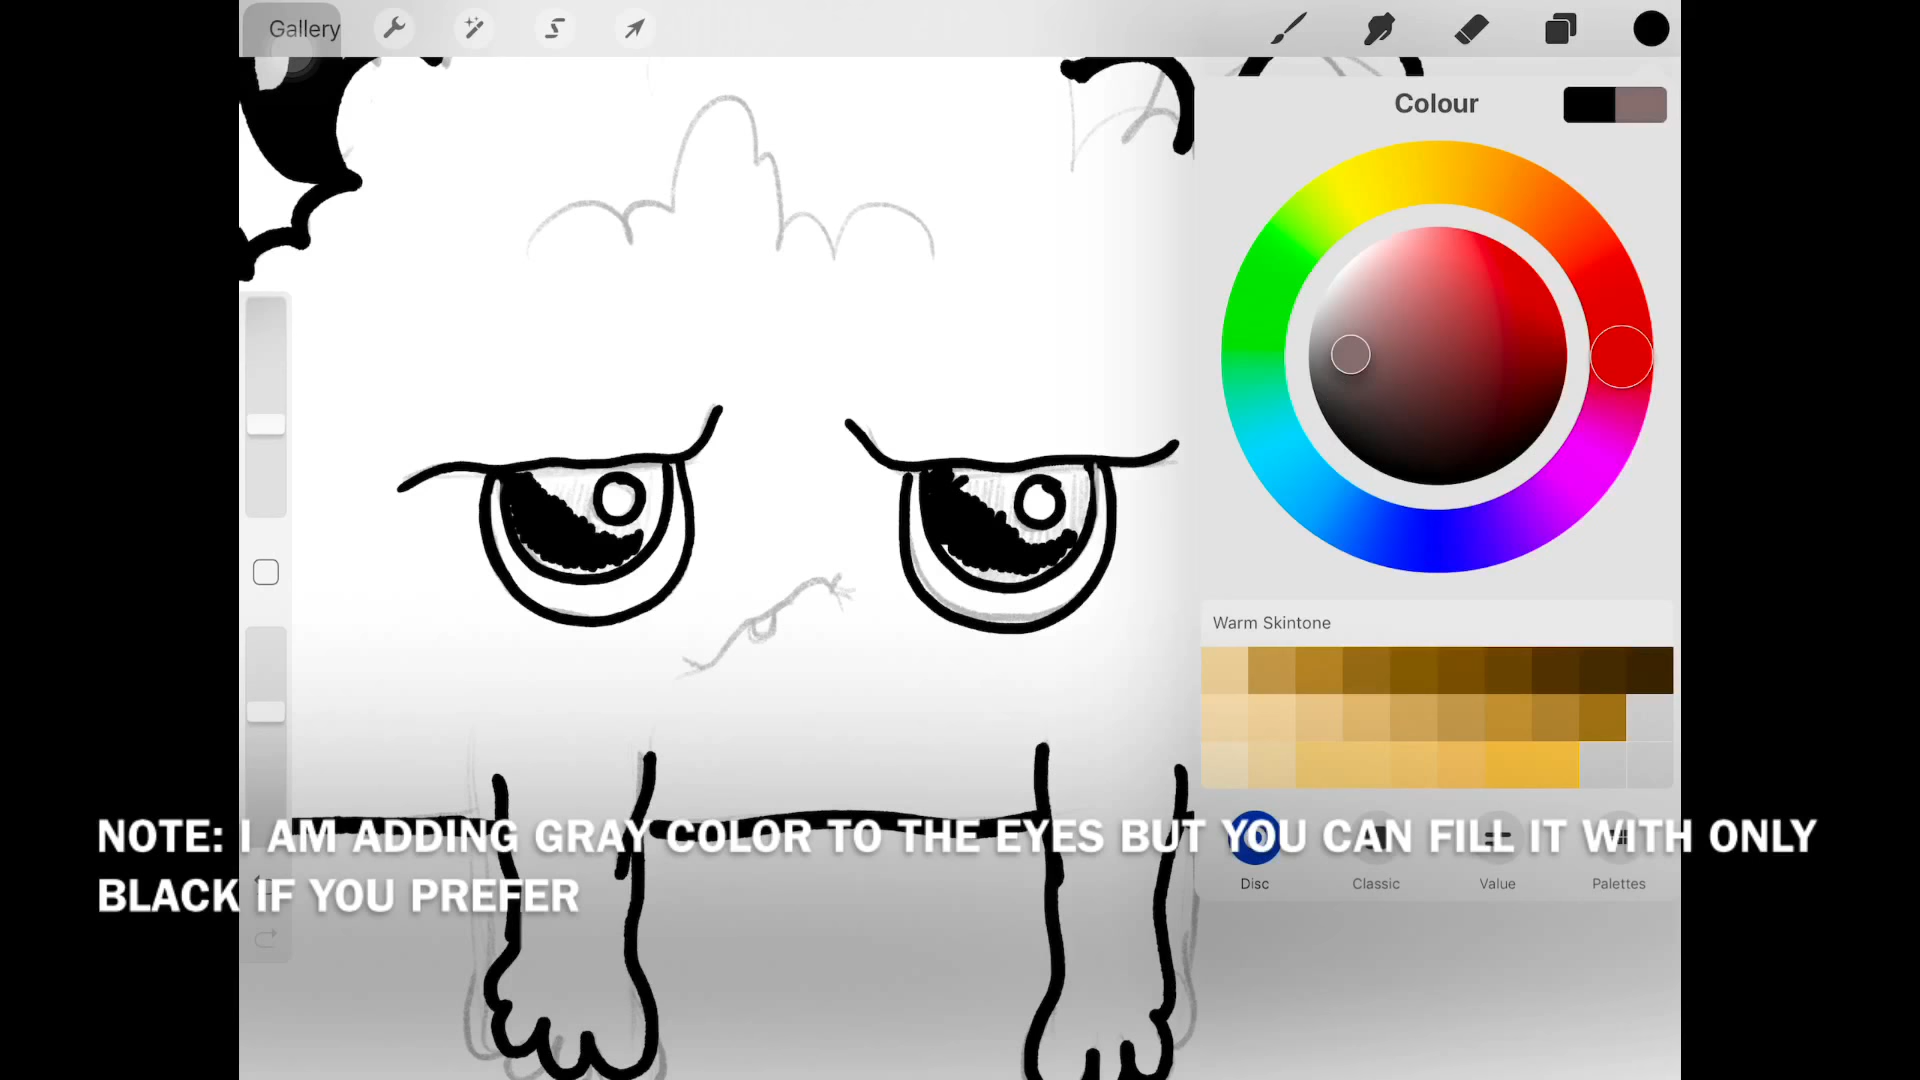 Gallery
Colour
Warm Skintone
NOTE: I AM ADDING GRAY COLOR TO THE EYES BUT YOU CAN FILL IT WITH ONLY
BLACK IF YOU PREFER
Disc Classic Value Palettes